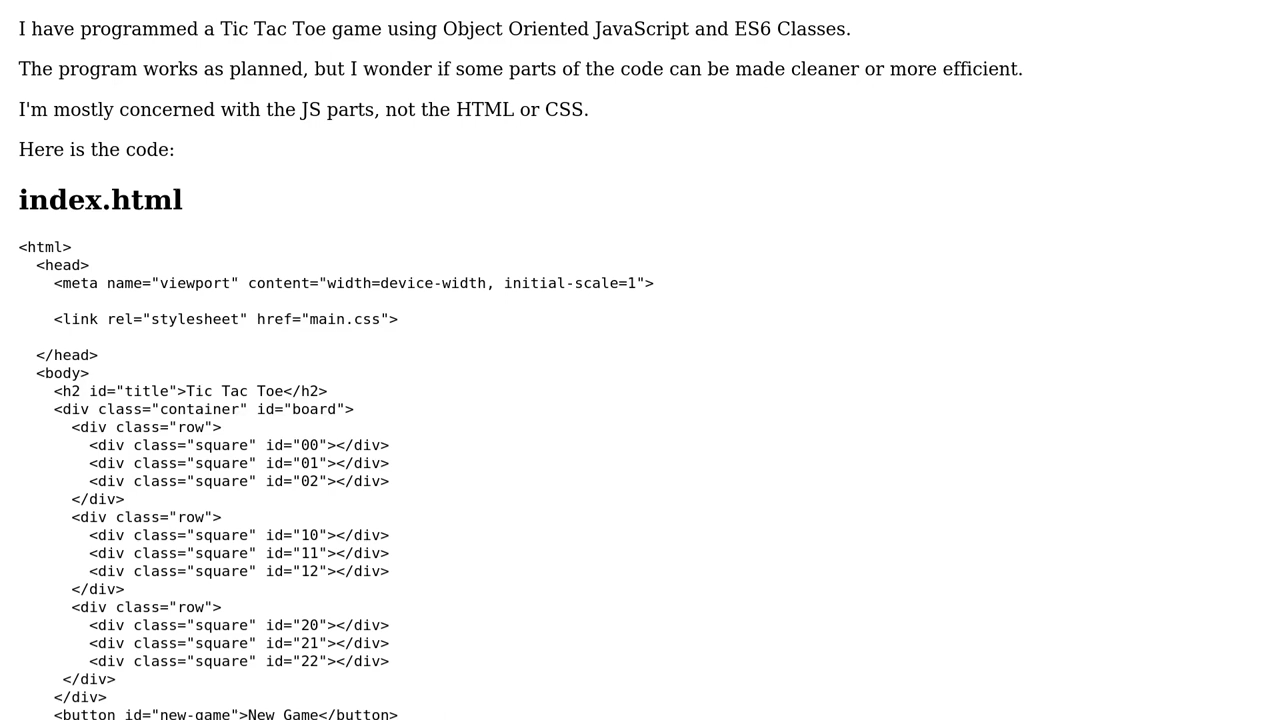 I have programmed a Tic Tac Toe game using Object Oriented JavaScript and ES6 Classes.
The program works as planned, but I wonder if some parts of the code can be made cleaner or more efficient.
I'm mostly concerned with the JS parts, not the HTML or CSS.
Here is the code:
index.html
<html>
  <head>
    <meta name="viewport" content="width=device-width, initial-scale=1">
    <link rel="stylesheet" href="main.css">
  </head>
  <body>
    <h2 id="title">Tic Tac Toe</h2>
    <div class="container" id="board">
      <div class="row">
        <div class="square" id="00"></div>
        <div class="square" id="01"></div>
        <div class="square" id="02"></div>
      </div>
      <div class="row">
        <div class="square" id="10"></div>
        <div class="square" id="11"></div>
        <div class="square" id="12"></div>
      </div>
      <div class="row">
        <div class="square" id="20"></div>
        <div class="square" id="21"></div>
        <div class="square" id="22"></div>
     </div>
    </div>
    <button id="new-game">New Game</button>